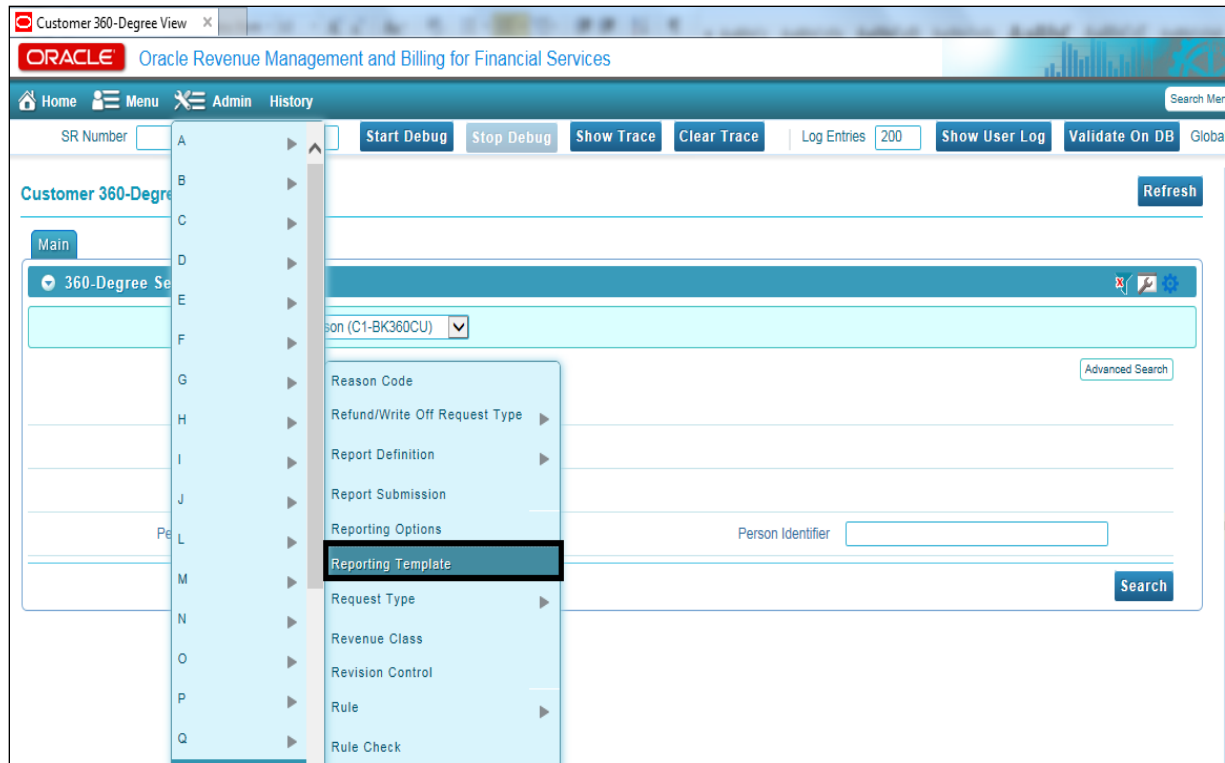 Customer 360-Degree View X
ORACLE Oracle Revenue Management and Billing for Financial Services
Home Menu Admin History Search Mer
SR Number Start Debug Stop Debug Show Trace Clear Trace Log Entries 200 Show User Log Validate On DB Globa
Customer 360-Degre Refresh
Main
360-Degree Se
son (C1-BK360CU)
Advanced Search
Pe Person Identifier
Search
A
B
C
D
E
F
G
H
I
J
L
M
N
O
P
Q
Reason Code
Refund/Write Off Request Type
Report Definition
Report Submission
Reporting Options
Reporting Template
Request Type
Revenue Class
Revision Control
Rule
Rule Check